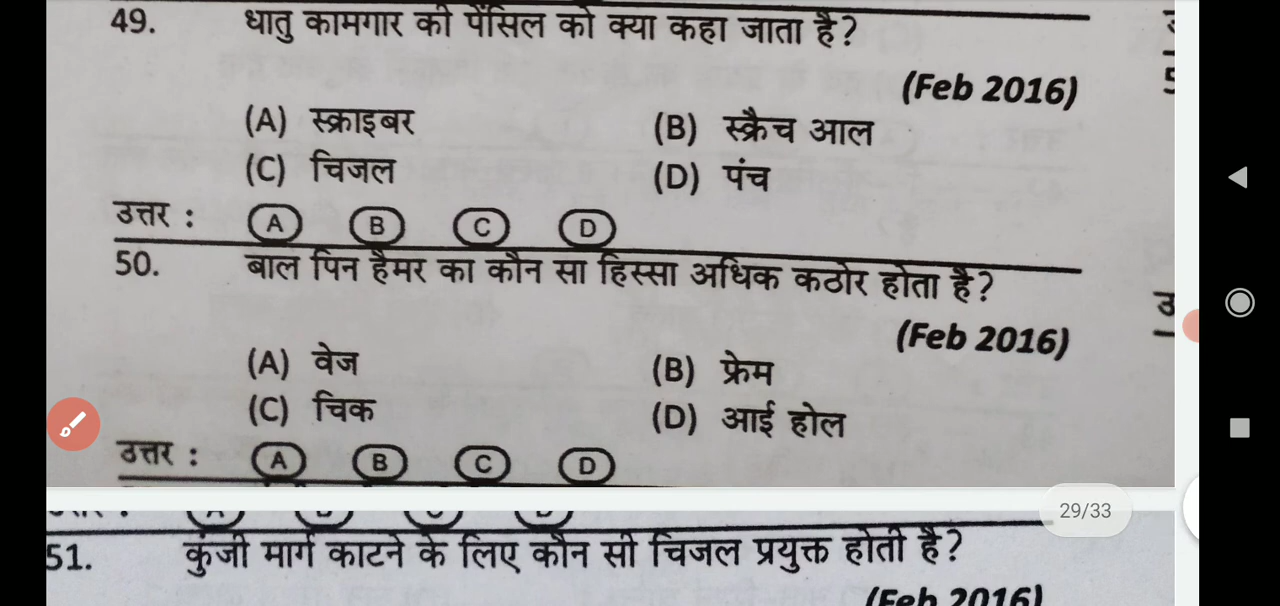 49. धातु कामगार की पेंसिल को क्या कहा जाता है?
(Feb 2016)
(A) स्क्राइबर (B) स्क्रैच आल
(C) चिजल (D) पंच
उत्तर : A B C D
50. बाल पिन हैमर का कौन सा हिस्सा अधिक कठोर होता है?
(Feb 2016)
(A) वेज (B) फ्रेम
(C) चिक (D) आई होल
उत्तर : A B C D
29/33
51. कुंजी मार्ग काटने के लिए कौन सी चिजल प्रयुक्त होती है?
(Feb 2016)